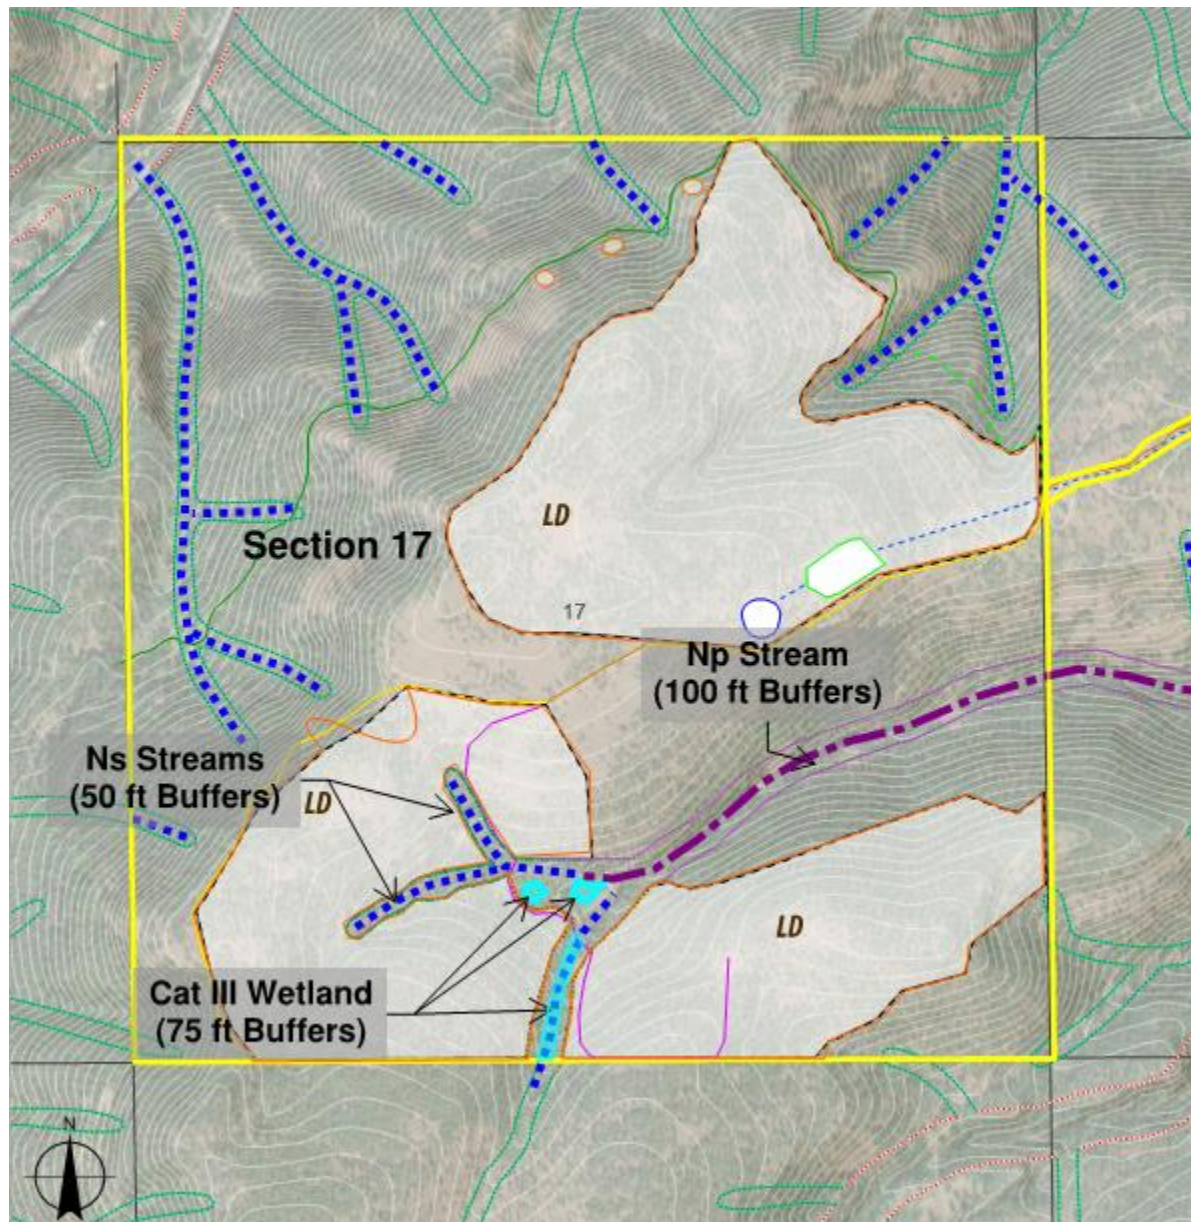 LD
Section 17
17
Np Stream
(100 ft Buffers)
Ns Streams
(50 ft Buffers)
LD
LD
Cat III Wetland
(75 ft Buffers)
N